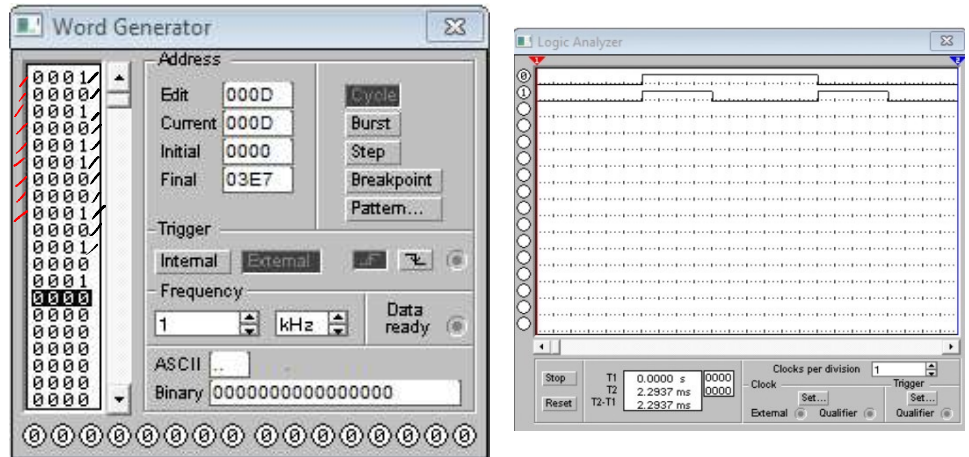 Word Generator
Address
0001
0000
0001
0000
0001
0001
0000
0000
0001
0000
0001
0000
0001
0000
0000
0000
0000
0000
0000
0000
Edit 000D Cycle
Current 000D Burst
Initial 0000 Step
Final 03E7 Breakpoint
Pattern...
Trigger
Internal External
Frequency
1 kHz Data ready
ASCII ..
Binary 0000000000000000
0 0 0 0 0 0 0 0 0 0 0 0 0 0 0 0
Logic Analyzer
1 2
0
1
Clocks per division 1
Stop T1 0.0000 s 0000 Clock Trigger
T2 2.2937 ms 0000 Set... Set...
Reset T2-T1 2.2937 ms External Qualifier Qualifier